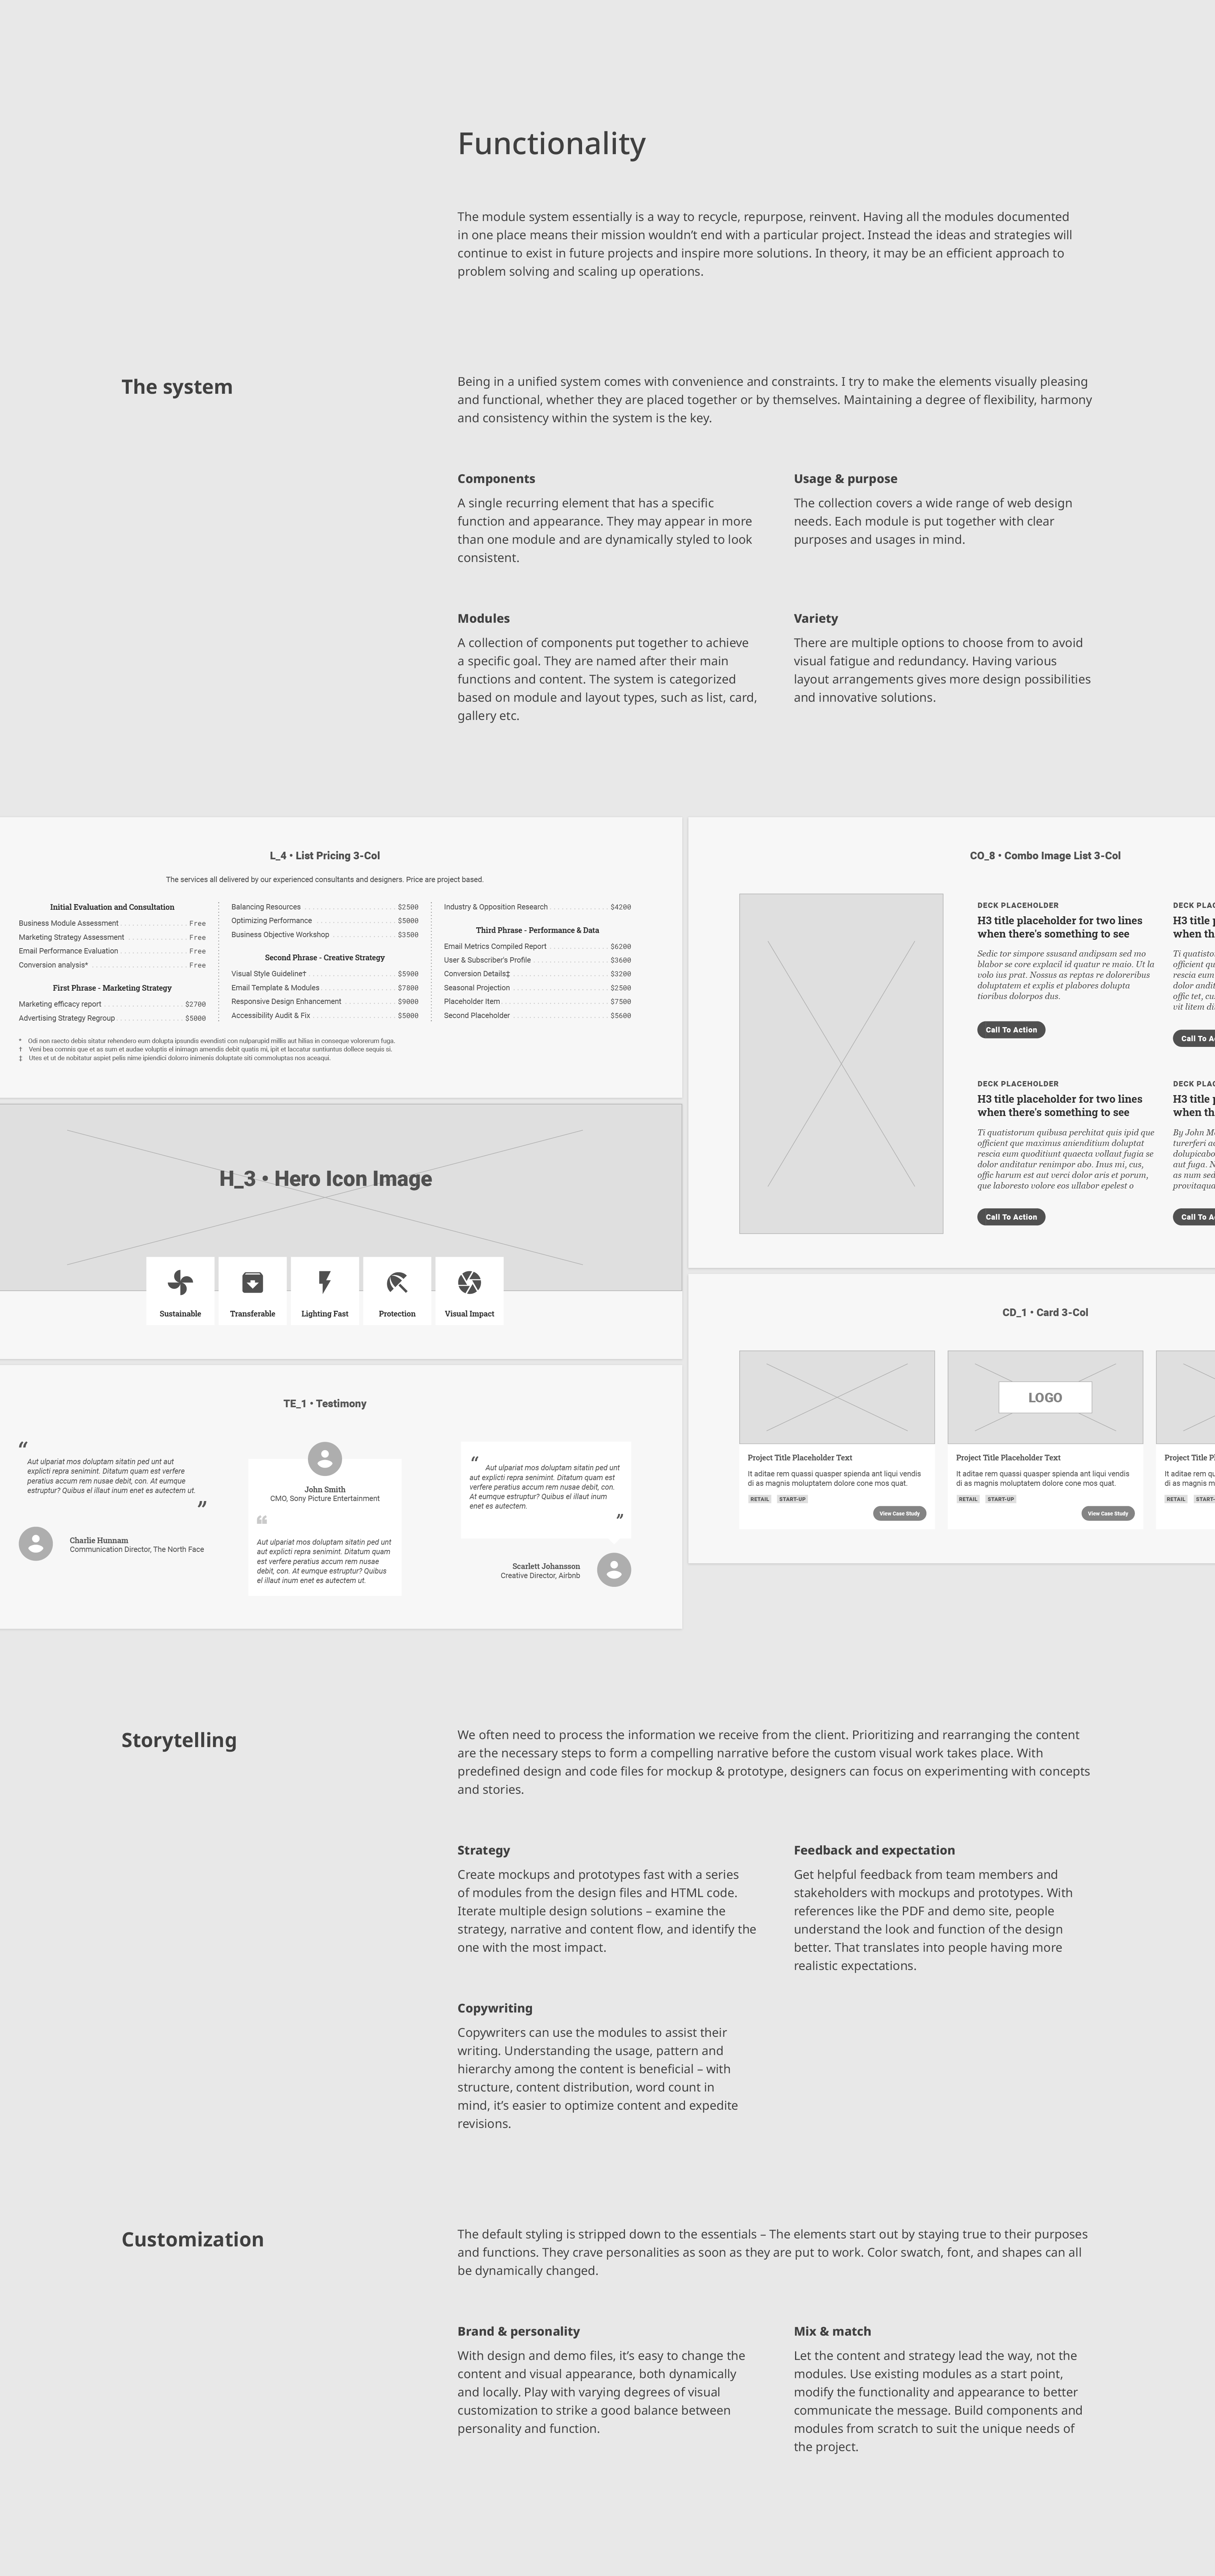 Functionality
The module system essentially is a way to recycle, repurpose, reinvent. Having all the modules documented
in one place means their mission wouldn’t end with a particular project. Instead the ideas and strategies will
continue to exist in future projects and inspire more solutions. In theory, it may be an efficient approach to
problem solving and scaling up operations.
The system
Being in a unified system comes with convenience and constraints. I try to make the elements visually pleasing
and functional, whether they are placed together or by themselves. Maintaining a degree of flexibility, harmony
and consistency within the system is the key.
Components
A single recurring element that has a specific
function and appearance. They may appear in more
than one module and are dynamically styled to look
consistent.
Usage & purpose
The collection covers a wide range of web design
needs. Each module is put together with clear
purposes and usages in mind.
Modules
A collection of components put together to achieve
a specific goal. They are named after their main
functions and content. The system is categorized
based on module and layout types, such as list, card,
gallery etc.
Variety
There are multiple options to choose from to avoid
visual fatigue and redundancy. Having various
layout arrangements gives more design possibilities
and innovative solutions.
L_4 • List Pricing 3-Col
The services all delivered by our experienced consultants and designers. Price are project based.
Initial Evaluation and Consultation
Business Module Assessment Free
Marketing Strategy Assessment Free
Email Performance Evaluation Free
Conversion analysis* Free
First Phrase - Marketing Strategy
Marketing efficacy report $2700
Advertising Strategy Regroup $5000
Balancing Resources $2500
Optimizing Performance $5000
Business Objective Workshop $3500
Second Phrase - Creative Strategy
Visual Style Guideline† $5900
Email Template & Modules $7800
Responsive Design Enhancement $9000
Accessibility Audit & Fix $5000
Industry & Opposition Research $4200
Third Phrase - Performance & Data
Email Metrics Compiled Report $6200
User & Subscriber's Profile $3600
Conversion Details‡ $3200
Seasonal Projection $2500
Placeholder Item $7500
Second Placeholder $5600
* Odi non raecto debis sitatur rehendero eum dolupta ipsundis evendisti con nulparupid millis aut hilias in conseque volorerum fuga.
† Veni bea comnis que et as sum et audae voluptis el inimagn amendis debit quatis mi, ipit et laccatur suntiuntus dollece sequis si.
‡ Utes et ut de nobitatur aspiet pelis nime ipiendici dolorro inimenis doluptate siti commoluptas nos aceaqui.
H_3 • Hero Icon Image
Sustainable
Transferable
Lighting Fast
Protection
Visual Impact
TE_1 • Testimony
“
Aut ulpariat mos doluptam sitatin ped unt aut
explicti repra senimint. Ditatum quam est verfere
peratius accum rem nusae debit, con. At eumque
estruptur? Quibus el illaut inum enet es autectem ut.
”
Charlie Hunnam
Communication Director, The North Face
John Smith
CMO, Sony Picture Entertainment
“
Aut ulpariat mos doluptam sitatin ped unt
aut explicti repra senimint. Ditatum quam
est verfere peratius accum rem nusae
debit, con. At eumque estruptur? Quibus
el illaut inum enet es autectem ut.
“
Aut ulpariat mos doluptam sitatin ped unt
aut explicti repra senimint. Ditatum quam est
verfere peratius accum rem nusae debit, con.
At eumque estruptur? Quibus el illaut inum
enet es autectem.
”
Scarlett Johansson
Creative Director, Airbnb
CO_8 • Combo Image List 3-Col
DECK PLACEHOLDER
H3 title placeholder for two lines
when there's something to see
Sedic tor simpore ssusand andipsam sed mo
blabor se core explacil id quatur re maio. Ut la
volo ius prat. Nossus as reptas re doloreribus
doluptatem et explis et plabores dolupta
tioribus dolorpos dus.
Call To Action
DECK PLAC
H3 title p
when th
Ti quatisto
officient qu
rescia eum
dolor andit
offic tet, cu
vit litem di
Call To A
DECK PLACEHOLDER
H3 title placeholder for two lines
when there's something to see
Ti quatistorum quibusa perchitat quis ipid que
officient que maximus anienditium doluptat
rescia eum quoditiunt quaecta vollaut fugia se
dolor anditatur renimpor abo. Inus mi, cus,
offic harum est aut verci dolor aris et porum,
que laboresto volore eos ullabor epelest o
Call To Action
DECK PLAC
H3 title p
when th
By John M
turerferi a
dolupicabo
aut fuga. N
as num sed
provitaqua
Call To A
CD_1 • Card 3-Col
Project Title Placeholder Text
It aditae rem quassi quasper spienda ant liqui vendis
di as magnis moluptatem dolore cone mos quat.
RETAIL START-UP
View Case Study
LOGO
Project Title Placeholder Text
It aditae rem quassi quasper spienda ant liqui vendis
di as magnis moluptatem dolore cone mos quat.
RETAIL START-UP
View Case Study
Project Title Pl
It aditae rem qu
di as magnis m
RETAIL START-
Storytelling
We often need to process the information we receive from the client. Prioritizing and rearranging the content
are the necessary steps to form a compelling narrative before the custom visual work takes place. With
predefined design and code files for mockup & prototype, designers can focus on experimenting with concepts
and stories.
Strategy
Create mockups and prototypes fast with a series
of modules from the design files and HTML code.
Iterate multiple design solutions – examine the
strategy, narrative and content flow, and identify the
one with the most impact.
Feedback and expectation
Get helpful feedback from team members and
stakeholders with mockups and prototypes. With
references like the PDF and demo site, people
understand the look and function of the design
better. That translates into people having more
realistic expectations.
Copywriting
Copywriters can use the modules to assist their
writing. Understanding the usage, pattern and
hierarchy among the content is beneficial – with
structure, content distribution, word count in
mind, it’s easier to optimize content and expedite
revisions.
Customization
The default styling is stripped down to the essentials – The elements start out by staying true to their purposes
and functions. They crave personalities as soon as they are put to work. Color swatch, font, and shapes can all
be dynamically changed.
Brand & personality
With design and demo files, it’s easy to change the
content and visual appearance, both dynamically
and locally. Play with varying degrees of visual
customization to strike a good balance between
personality and function.
Mix & match
Let the content and strategy lead the way, not the
modules. Use existing modules as a start point,
modify the functionality and appearance to better
communicate the message. Build components and
modules from scratch to suit the unique needs of
the project.